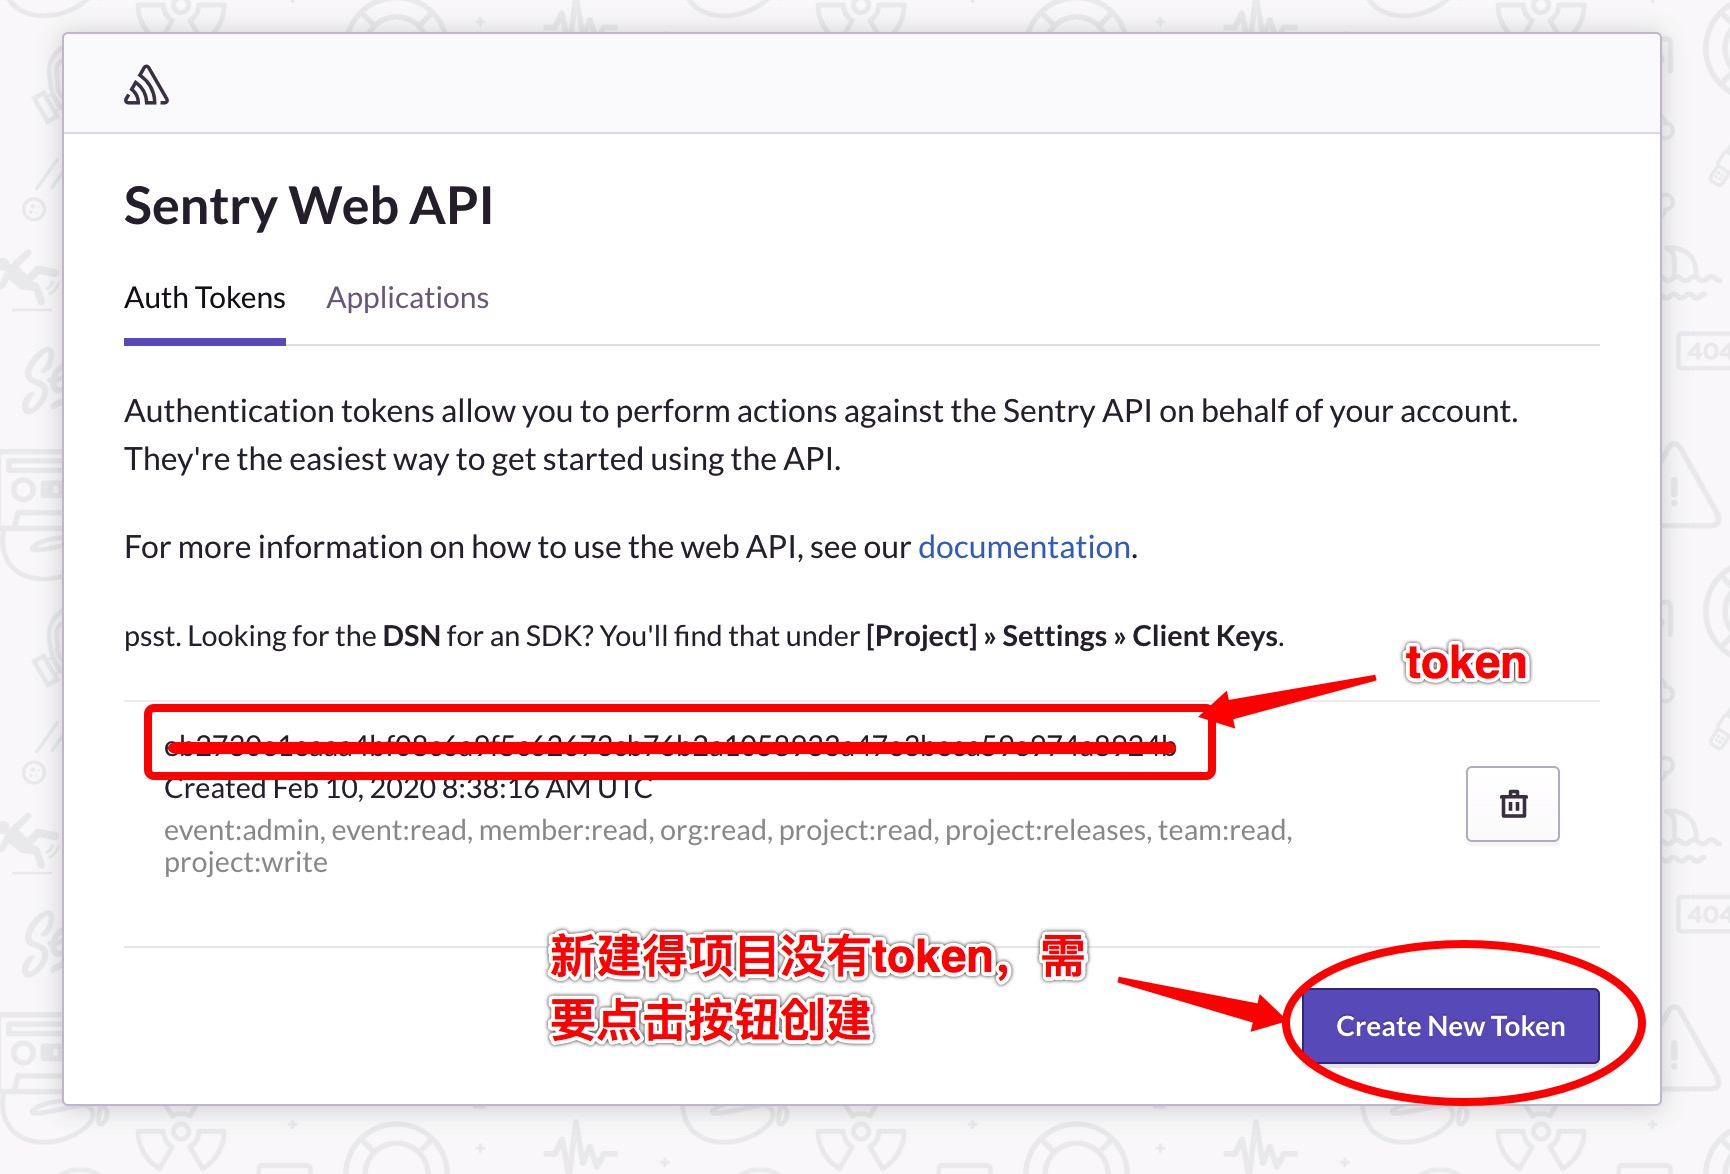 Sentry Web API
Auth Tokens Applications
Authentication tokens allow you to perform actions against the Sentry API on behalf of your account.
They're the easiest way to get started using the API.
For more information on how to use the web API, see our documentation.
psst. Looking for the DSN for an SDK? You'll find that under [Project] » Settings » Client Keys.
token
Created Feb 10, 2020 8:38:16 AM UTC
event:admin, event:read, member:read, org:read, project:read, project:releases, team:read,
project:write
新建得项目没有token，需
要点击按钮创建
Create New Token
404
404